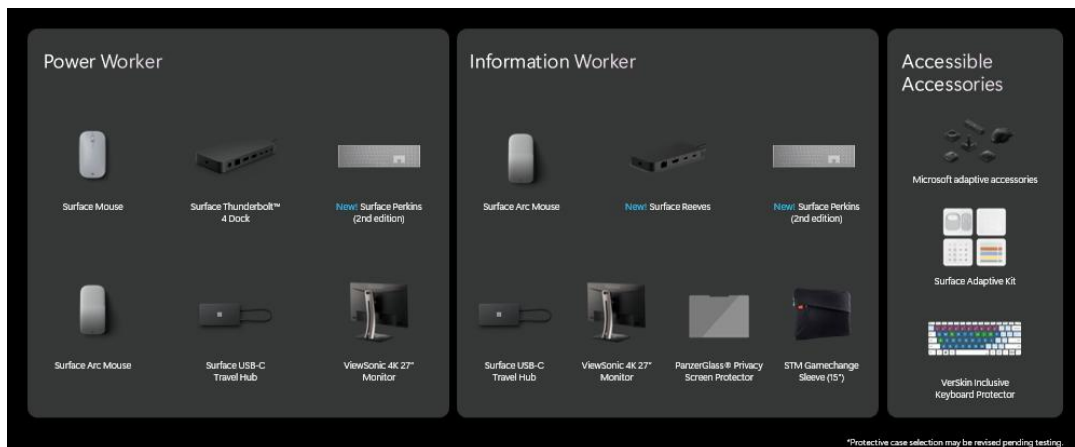 Power Worker
Surface Mouse
Surface Thunderbolt™
4 Dock
New! Surface Perkins
(2nd edition)
Surface Arc Mouse
Surface USB-C
Travel Hub
ViewSonic 4K 27"
Monitor
Information Worker
Surface Arc Mouse
New! Surface Reeves
New! Surface Perkins
(2nd edition)
Surface USB-C
Travel Hub
ViewSonic 4K 27"
Monitor
PanzerGlass® Privacy
Screen Protector
STM Gamechange
Sleeve (15")
Accessible
Accessories
Microsoft adaptive accessories
Surface Adaptive Kit
VerSkin Inclusive
Keyboard Protector
*Protective case selection may be revised pending testing.